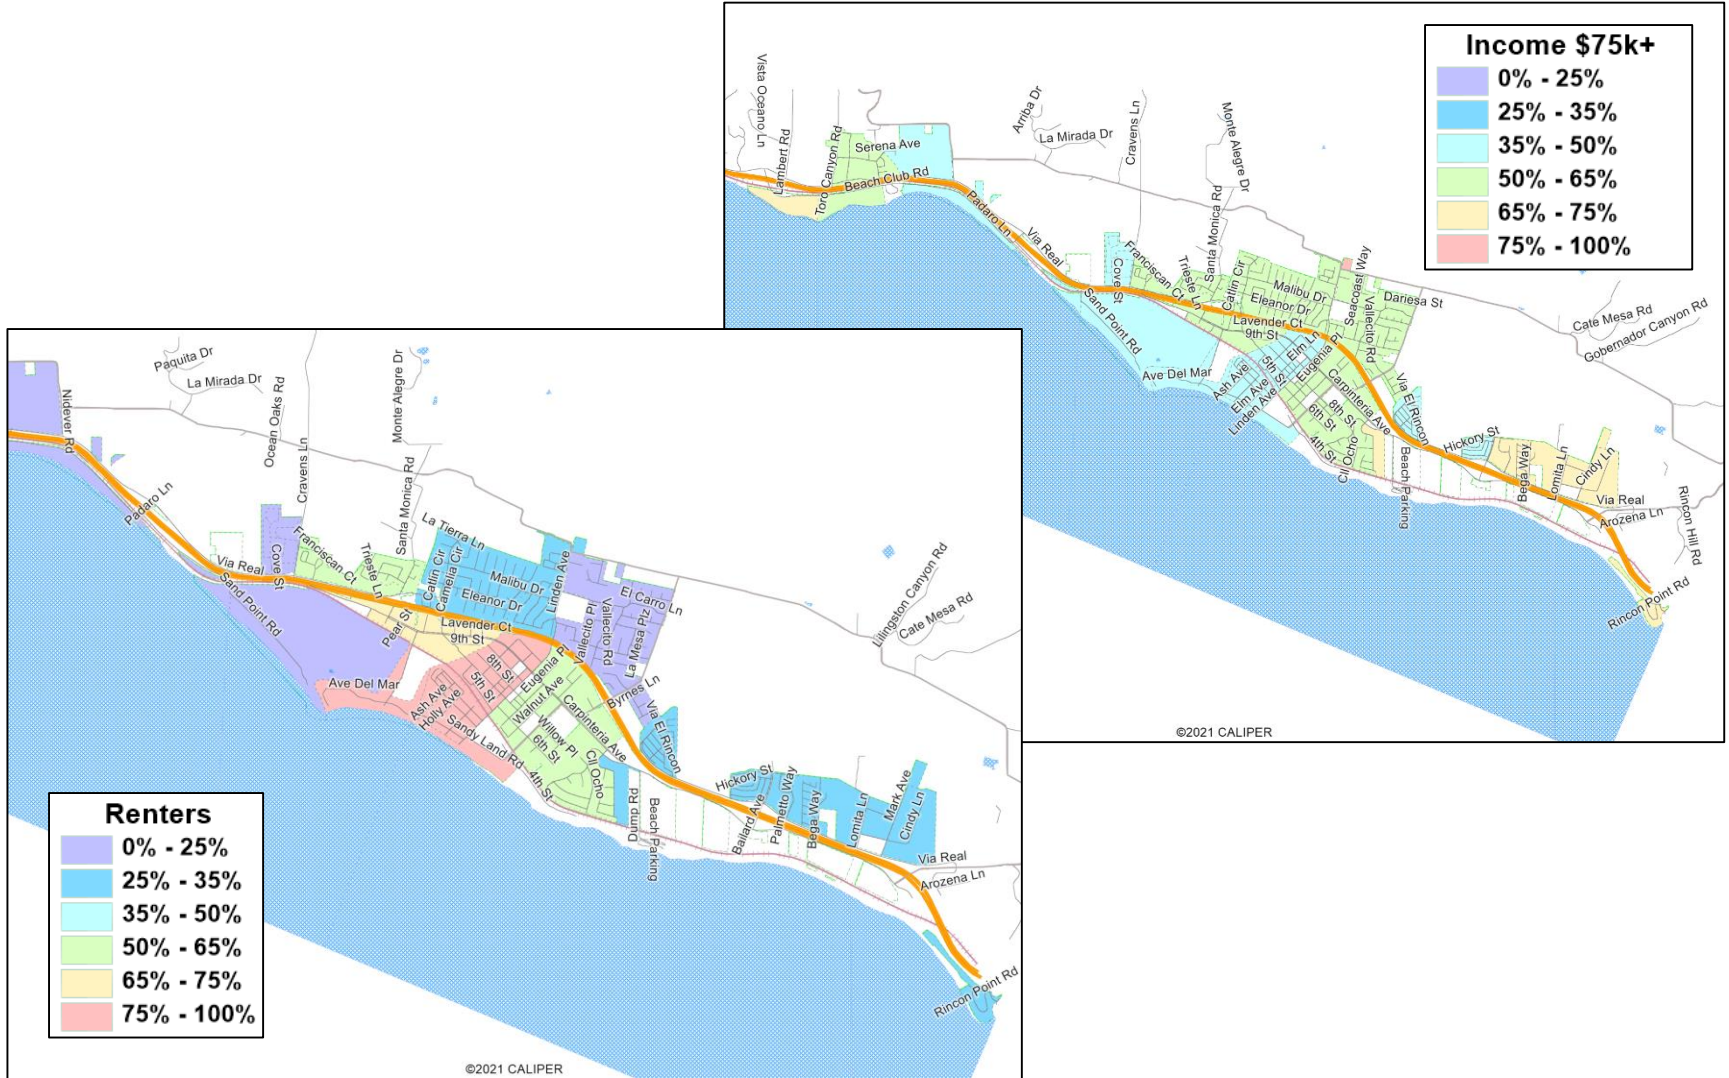 Income $75k+
0% - 25%
25% - 35%
35% - 50%
50% - 65%
65% - 75%
75% - 100%
Vista Oceano Ln
Lambert Rd
Toro Canyon Rd
Serena Ave
Beach Club Rd
Arriba Dr
La Mirada Dr
Cravens Ln
Monte Alegre Dr
Santa Monica Rd
Padaro Ln
Via Real
Cove St
Franciscan Ct
Trieste Ln
Catlin Cir
Malibu Dr
Eleanor Dr
Seacoast Way
Dariesa St
Vallecito Rd
Lavender Ct
9th St
Sand Point Rd
Elm Ln
Eugenia Pl
5th St
Ave Del Mar
Ash Ave
Elm Ave
Linden Ave
Carpinteria Ave
8th St
6th St
4th St
Cll Ocho
Via El Rincon
Beach Parking
Hickory St
Bega Way
Lomita Ln
Cindy Ln
Via Real
Arozena Ln
Rincon Hill Rd
Rincon Point Rd
Cate Mesa Rd
Gobernador Canyon Rd
©2021 CALIPER
Paquita Dr
La Mirada Dr
Nidever Rd
Ocean Oaks Rd
Cravens Ln
Monte Alegre Dr
Santa Monica Rd
Padaro Ln
Via Real
Cove St
Franciscan Ct
Trieste Ln
La Tierra Ln
Catlin Cir
Camelia Cir
Malibu Dr
Eleanor Dr
Linden Ave
El Carro Ln
Vallecito Pl
Vallecito Rd
La Mesa Plz
Sand Point Rd
Pear St
Lavender Ct
9th St
8th St
5th St
Eugenia Pl
Walnut Ave
Ave Del Mar
Ash Ave
Holly Ave
Sandy Land Rd
Carpinteria Ave
Willow Pl
6th St
4th St
Cll Ocho
Byrnes Ln
Via El Rincon
Dump Rd
Beach Parking
Hickory St
Bailard Ave
Palmetto Way
Bega Way
Lomita Ln
Mark Ave
Cindy Ln
Via Real
Arozena Ln
Lillingston Canyon Rd
Cate Mesa Rd
Rincon Point Rd
Renters
0% - 25%
25% - 35%
35% - 50%
50% - 65%
65% - 75%
75% - 100%
©2021 CALIPER